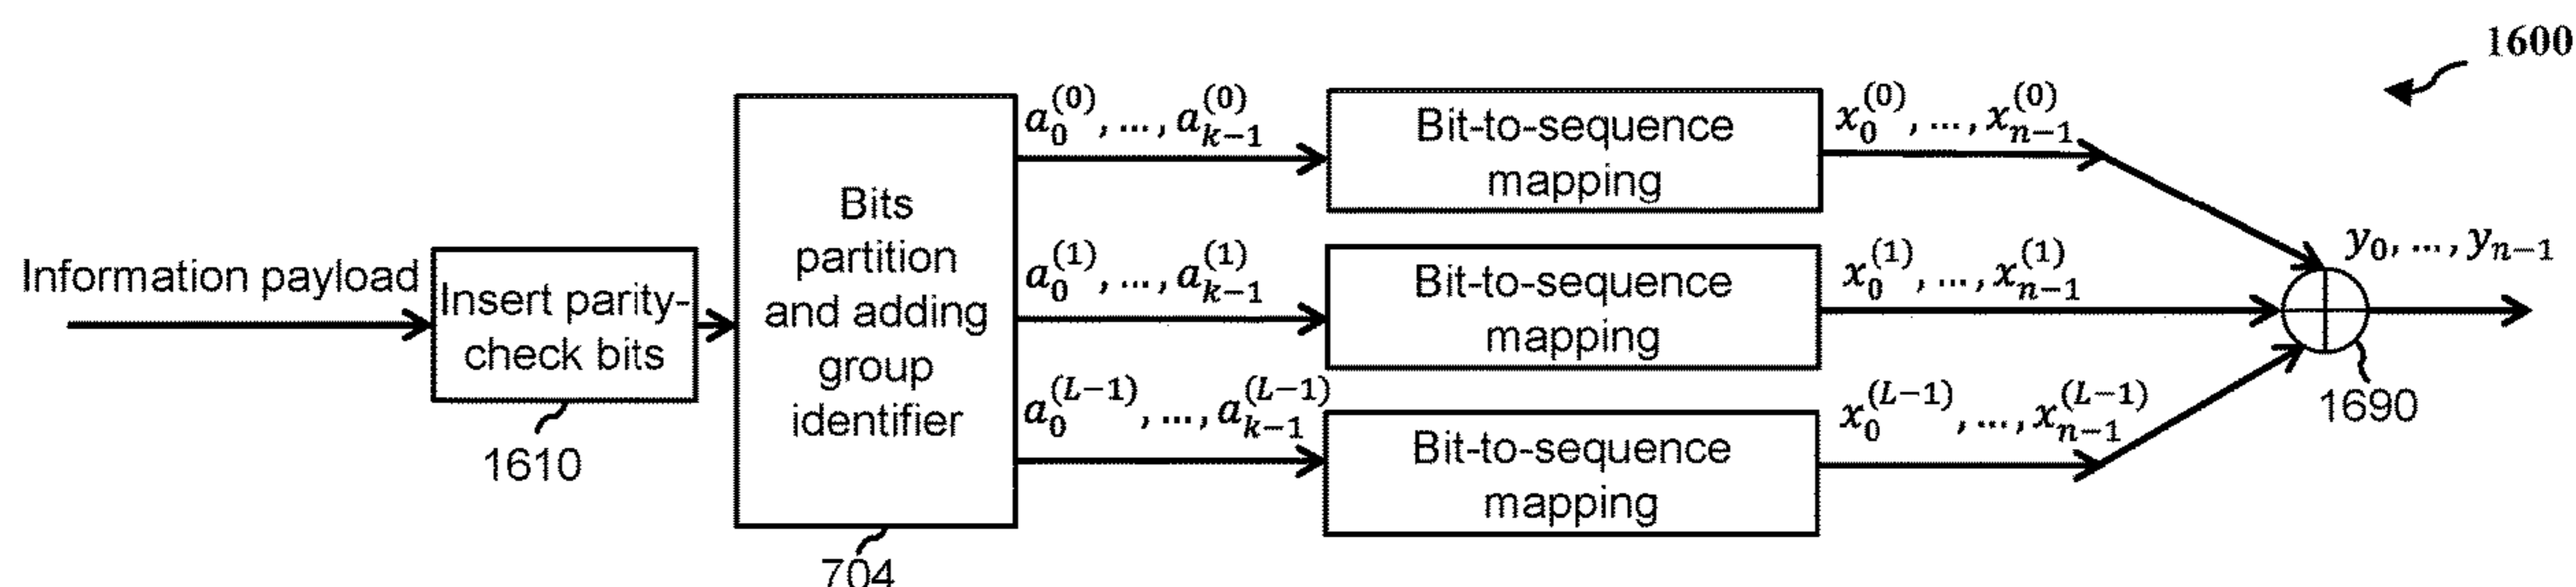 1600
Information payload
Insert parity-
check bits
1610
Bits
partition
and adding
group
identifier
704
a_0^{(0)}, ..., a_{k-1}^{(0)}
Bit-to-sequence
mapping
x_0^{(0)}, ..., x_{n-1}^{(0)}
a_0^{(1)}, ..., a_{k-1}^{(1)}
Bit-to-sequence
mapping
x_0^{(1)}, ..., x_{n-1}^{(1)}
a_0^{(L-1)}, ..., a_{k-1}^{(L-1)}
Bit-to-sequence
mapping
x_0^{(L-1)}, ..., x_{n-1}^{(L-1)}
y_0, ..., y_{n-1}
1690